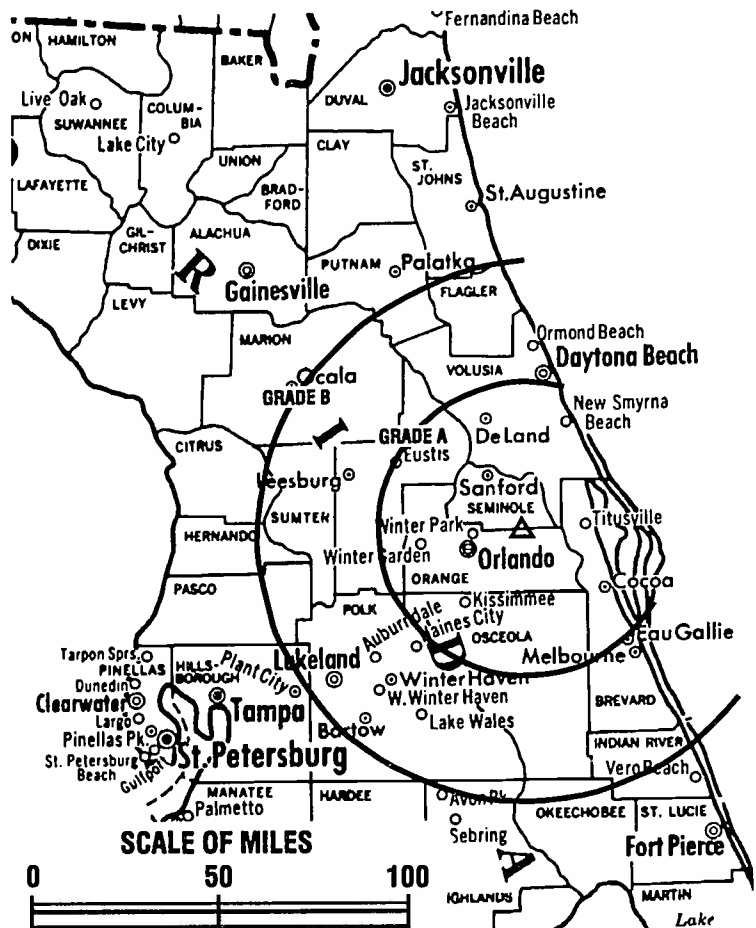 Fernandina Beach
ON
HAMILTON
BAKER
Jacksonville
DUVAL
Live Oak
COLUM-
BIA
Jacksonville
Beach
SUWANNEE
Lake City
CLAY
UNION
ST.
JOHNS
LAFAYETTE
BRAD-
FORD
St. Augustine
DIXIE
GIL-
CHRIST
ALACHUA
PUTNAM
Palatka
R
Gainesville
FLAGLER
LEVY
MARION
Ormond Beach
Daytona Beach
VOLUSIA
Ocala
GRADE B
New Smyrna
Beach
I
GRADE A
DeLand
CITRUS
Eustis
Leesburg
Sanford
SEMINOLE
SUMTER
Titusville
HERNANDO
Winter Park
Winter Garden
Orlando
ORANGE
PASCO
Cocoa
POLK
Kissimmee
Auburndale
Haines City
OSCEOLA
Eau Gallie
Tarpon Sprs.
PINELLAS
HILLS-
BOROUGH
Plant City
Lakeland
D
Melbourne
Dunedin
Winter Haven
Clearwater
Tampa
W. Winter Haven
BREVARD
Largo
Bartow
Lake Wales
Pinellas Pk.
St. Petersburg
INDIAN RIVER
St. Petersburg
Beach
Gulfport
Vero Beach
MANATEE
HARDEE
Avon Pk.
Palmetto
OKEECHOBEE
ST. LUCIE
Sebring
SCALE OF MILES
Fort Pierce
A
0
50
100
IGHLANDS
MARTIN
Lake